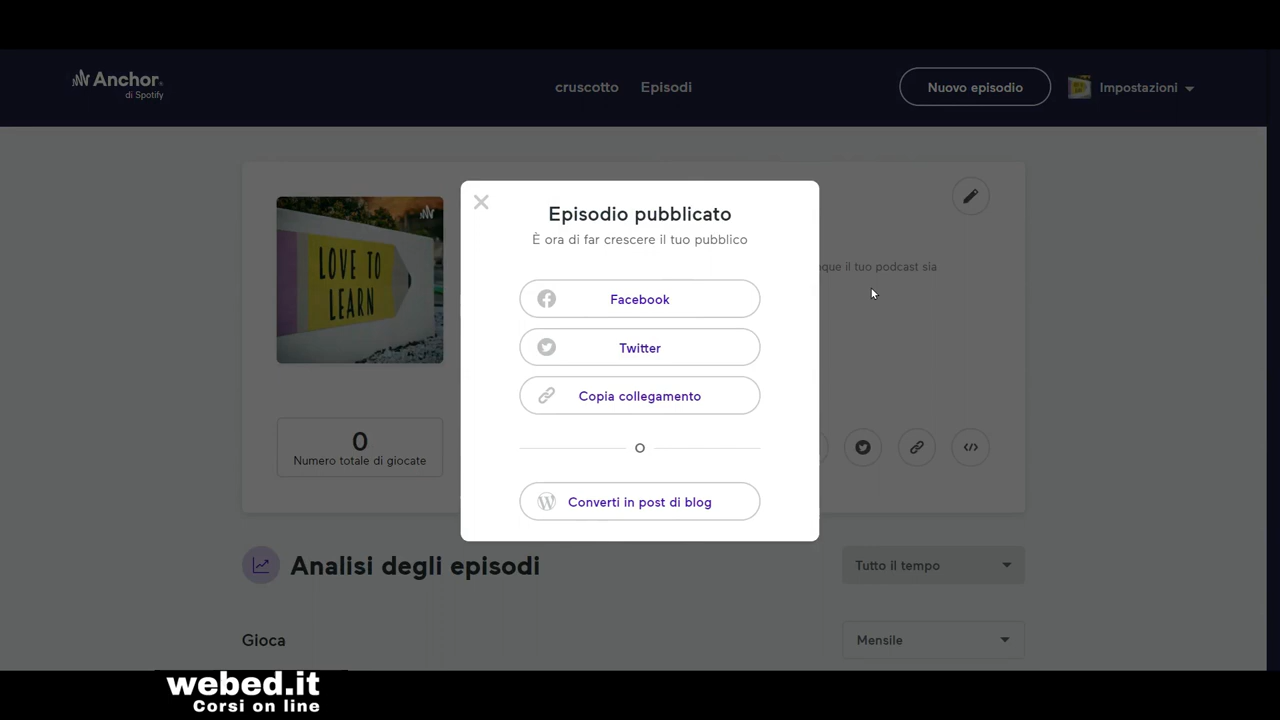 Anchor
di Spotify
cruscotto
Episodi
Nuovo episodio
Impostazioni
LOVE TO
LEARN
Episodio pubblicato
È ora di far crescere il tuo pubblico
Facebook
Twitter
Copia collegamento
O
Converti in post di blog
il tuo podcast sia
0
Numero totale di giocate
Analisi degli episodi
Tutto il tempo
Gioca
Mensile
webed.it
Corsi on line